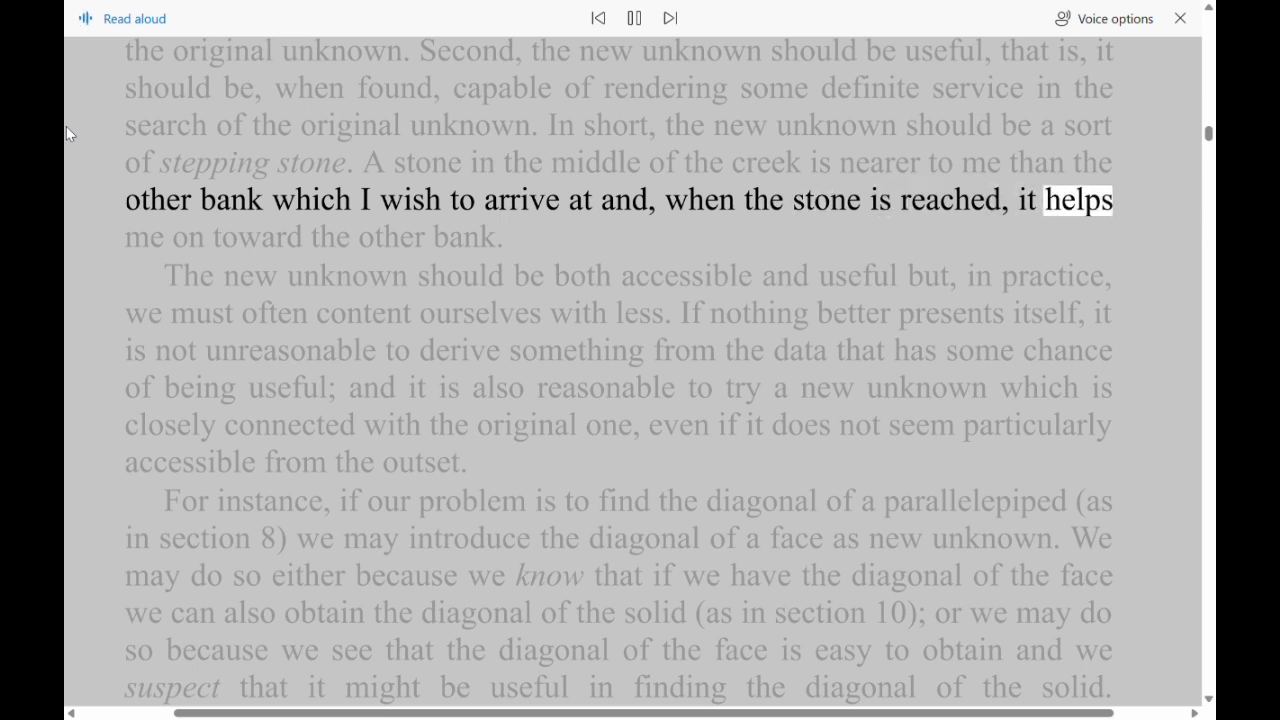 Read aloud
Voice options
the original unknown. Second, the new unknown should be useful, that is, it
should be, when found, capable of rendering some definite service in the
search of the original unknown. In short, the new unknown should be a sort
of stepping stone. A stone in the middle of the creek is nearer to me than the
other bank which I wish to arrive at and, when the stone is reached, it helps
me on toward the other bank.
The new unknown should be both accessible and useful but, in practice,
we must often content ourselves with less. If nothing better presents itself, it
is not unreasonable to derive something from the data that has some chance
of being useful; and it is also reasonable to try a new unknown which is
closely connected with the original one, even if it does not seem particularly
accessible from the outset.
For instance, if our problem is to find the diagonal of a parallelepiped (as
in section 8) we may introduce the diagonal of a face as new unknown. We
may do so either because we know that if we have the diagonal of the face
we can also obtain the diagonal of the solid (as in section 10); or we may do
so because we see that the diagonal of the face is easy to obtain and we
suspect that it might be useful in finding the diagonal of the solid.